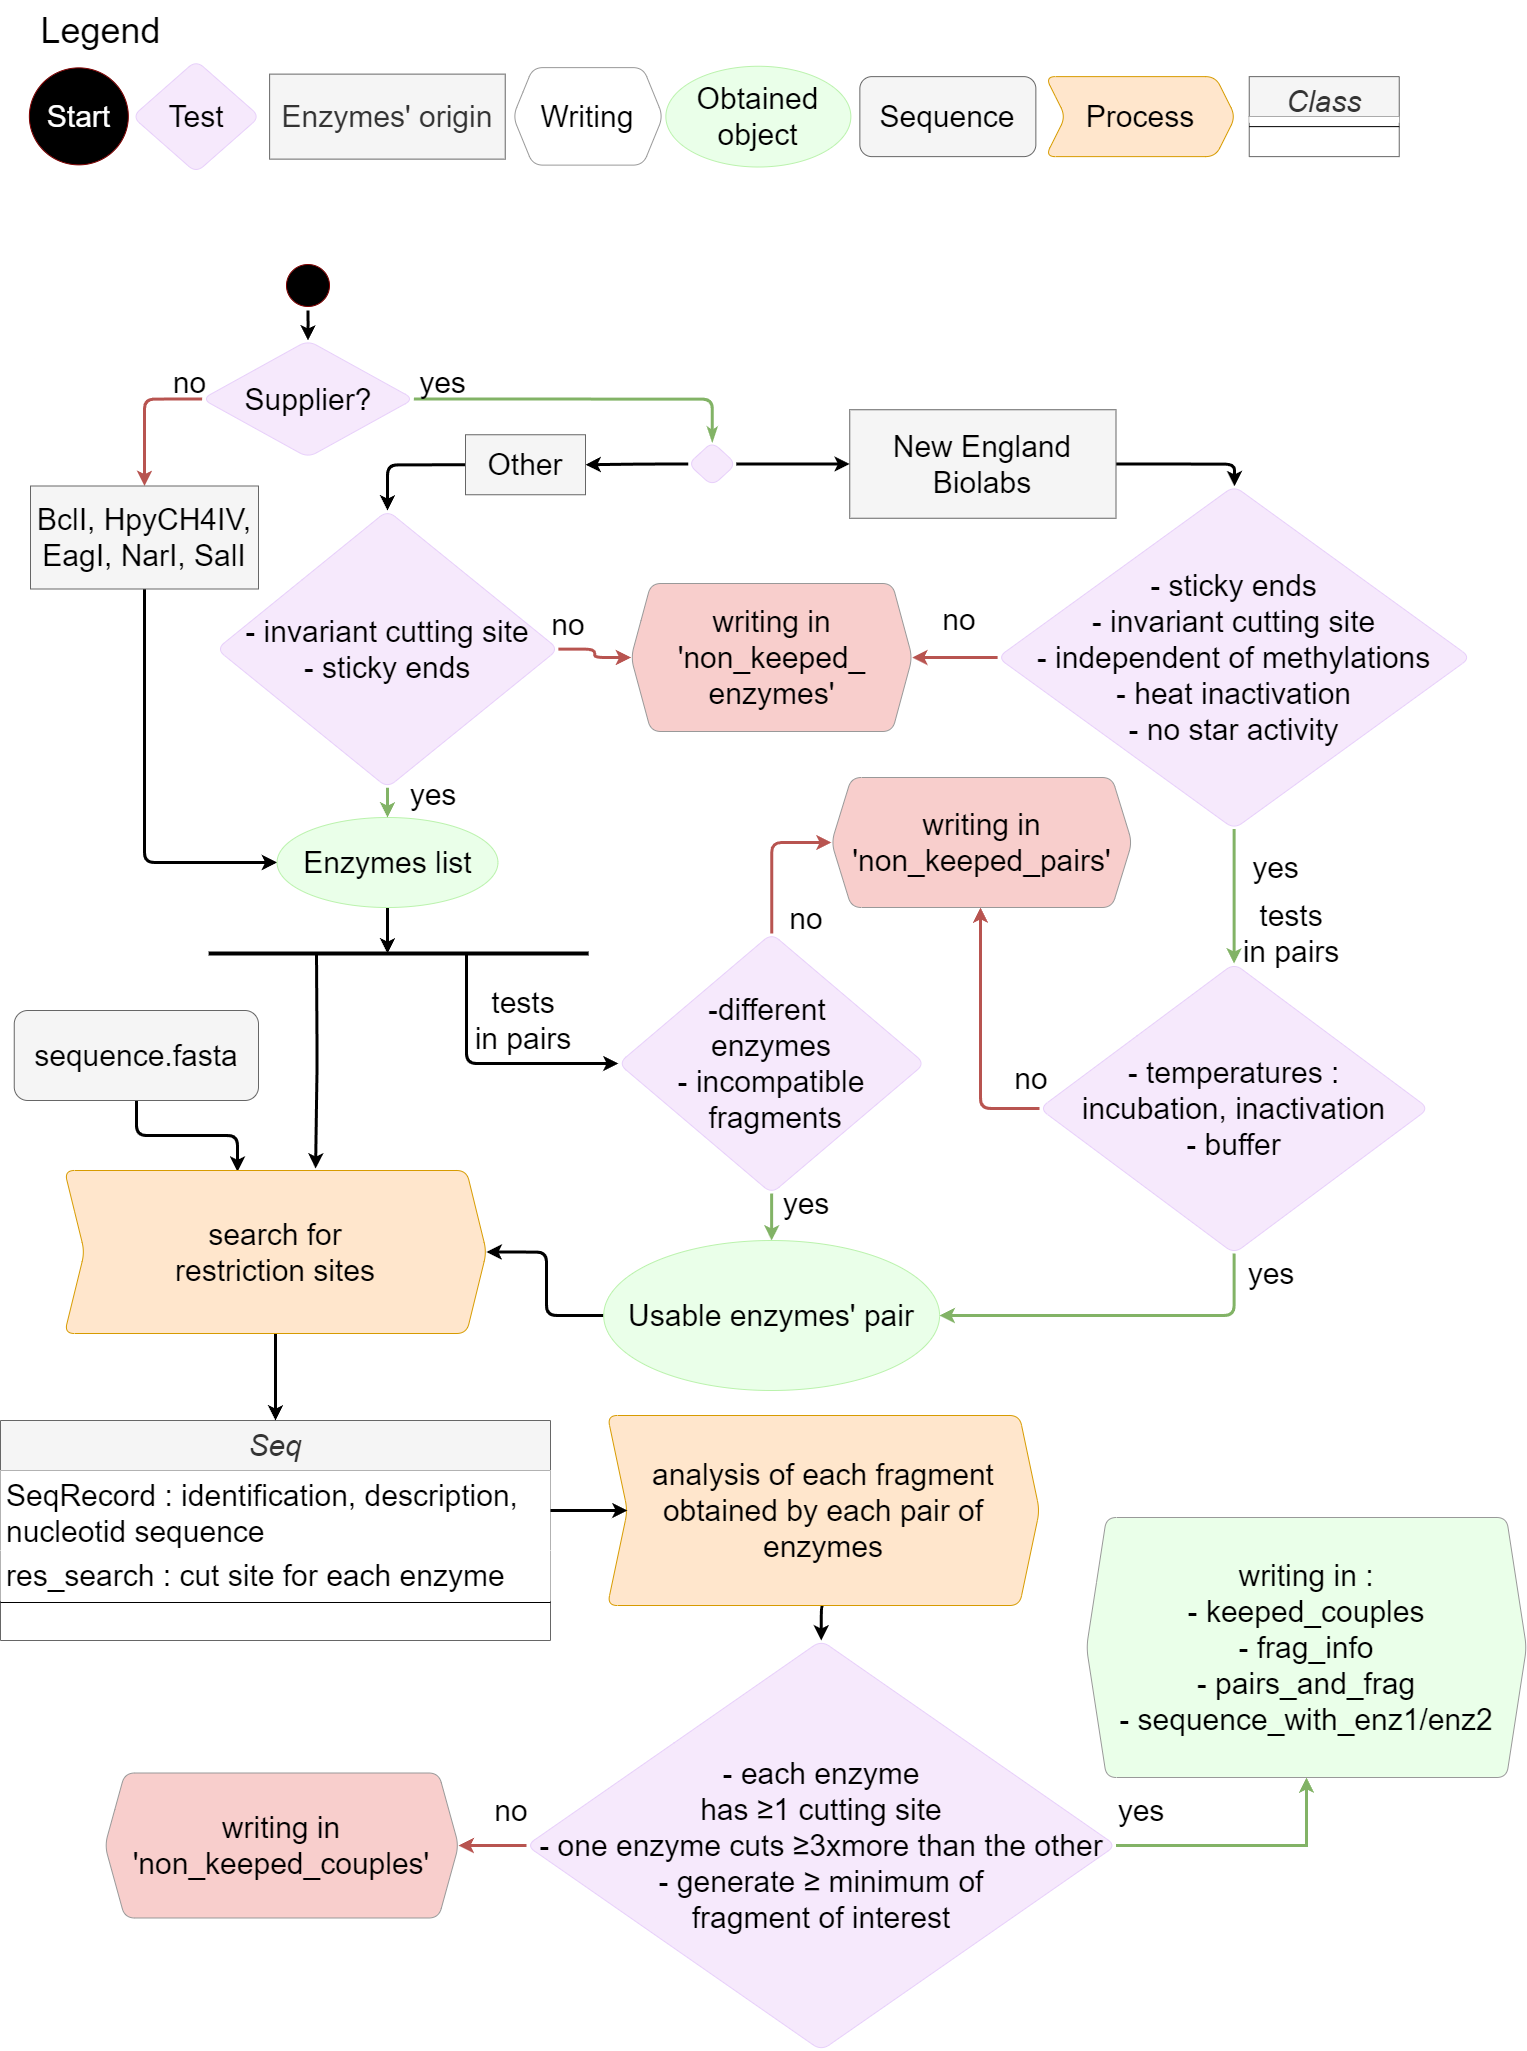 Legend
Start
Test
Enzymes' origin
Writing
Obtained
object
Sequence
Process
Class
Supplier?
no
yes
Other
New England
Biolabs
BclI, HpyCH4IV,
EagI, NarI, SalI
- invariant cutting site
- sticky ends
no
writing in
'non_keeped_
enzymes'
no
- sticky ends
- invariant cutting site
- independent of methylations
- heat inactivation
- no star activity
yes
Enzymes list
writing in
'non_keeped_pairs'
yes
tests
in pairs
no
tests
in pairs
-different
enzymes
- incompatible
fragments
sequence.fasta
no
- temperatures :
incubation, inactivation
- buffer
yes
yes
search for
restriction sites
Usable enzymes' pair
Seq
SeqRecord : identification, description,
nucleotid sequence
res_search : cut site for each enzyme
analysis of each fragment
obtained by each pair of
enzymes
writing in :
- keeped_couples
- frag_info
- pairs_and_frag
- sequence_with_enz1/enz2
- each enzyme
has ≥1 cutting site
- one enzyme cuts ≥3xmore than the other
- generate ≥ minimum of
fragment of interest
no
yes
writing in
'non_keeped_couples'